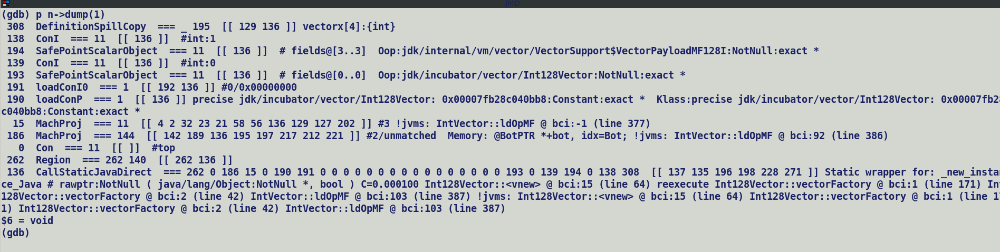 JMD
(gdb) p n->dump(1)
 308  DefinitionSpillCopy  === _ 195  [[ 129 136 ]] vectorx[4]:{int}
 138  ConI  === 11  [[ 136 ]]  #int:1
 194  SafePointScalarObject  === 11  [[ 136 ]]  # fields@[3..3]  Oop:jdk/internal/vm/vector/VectorSupport$VectorPayloadMF128I:NotNull:exact *
 139  ConI  === 11  [[ 136 ]]  #int:0
 193  SafePointScalarObject  === 11  [[ 136 ]]  # fields@[0..0]  Oop:jdk/incubator/vector/Int128Vector:NotNull:exact *
 191  loadConI0  === 1  [[ 192 136 ]] #0/0x00000000
 190  loadConP  === 1  [[ 136 ]] precise jdk/incubator/vector/Int128Vector: 0x00007fb28c040bb8:Constant:exact *  Klass:precise jdk/incubator/vector/Int128Vector: 0x00007fb28
c040bb8:Constant:exact *
  15  MachProj  === 11  [[ 4 2 32 23 21 58 56 136 129 127 202 ]] #3 !jvms: IntVector::ldOpMF @ bci:-1 (line 377)
 186  MachProj  === 144  [[ 142 189 136 195 197 217 212 221 ]] #2/unmatched  Memory: @BotPTR *+bot, idx=Bot; !jvms: IntVector::ldOpMF @ bci:92 (line 386)
   0  Con  === 11  [[ ]]  #top
 262  Region  === 262 140  [[ 262 136 ]]
 136  CallStaticJavaDirect  === 262 0 186 15 0 190 191 0 0 0 0 0 0 0 0 0 0 0 0 0 0 0 0 193 0 139 194 0 138 308  [[ 137 135 196 198 228 271 ]] Static wrapper for: _new_instan
ce_Java # rawptr:NotNull ( java/lang/Object:NotNull *, bool ) C=0.000100 Int128Vector::<vnew> @ bci:15 (line 64) reexecute Int128Vector::vectorFactory @ bci:1 (line 171) Int
128Vector::vectorFactory @ bci:2 (line 42) IntVector::ldOpMF @ bci:103 (line 387) !jvms: Int128Vector::<vnew> @ bci:15 (line 64) Int128Vector::vectorFactory @ bci:1 (line 17
1) Int128Vector::vectorFactory @ bci:2 (line 42) IntVector::ldOpMF @ bci:103 (line 387)
$6 = void
(gdb)